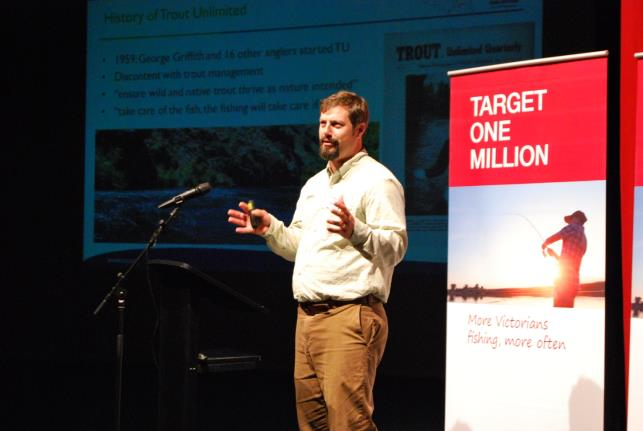 History of Trout Unlimited
• 1959: George Griffith and 16 other anglers started TU
• Discontent with trout management
• "ensure wild and native trout thrive as nature intended"
• "take care of the fish, the fishing will take care
TROUT Unlimited Quarterly
TARGET
ONE
MILLION
More Victorians
fishing, more often